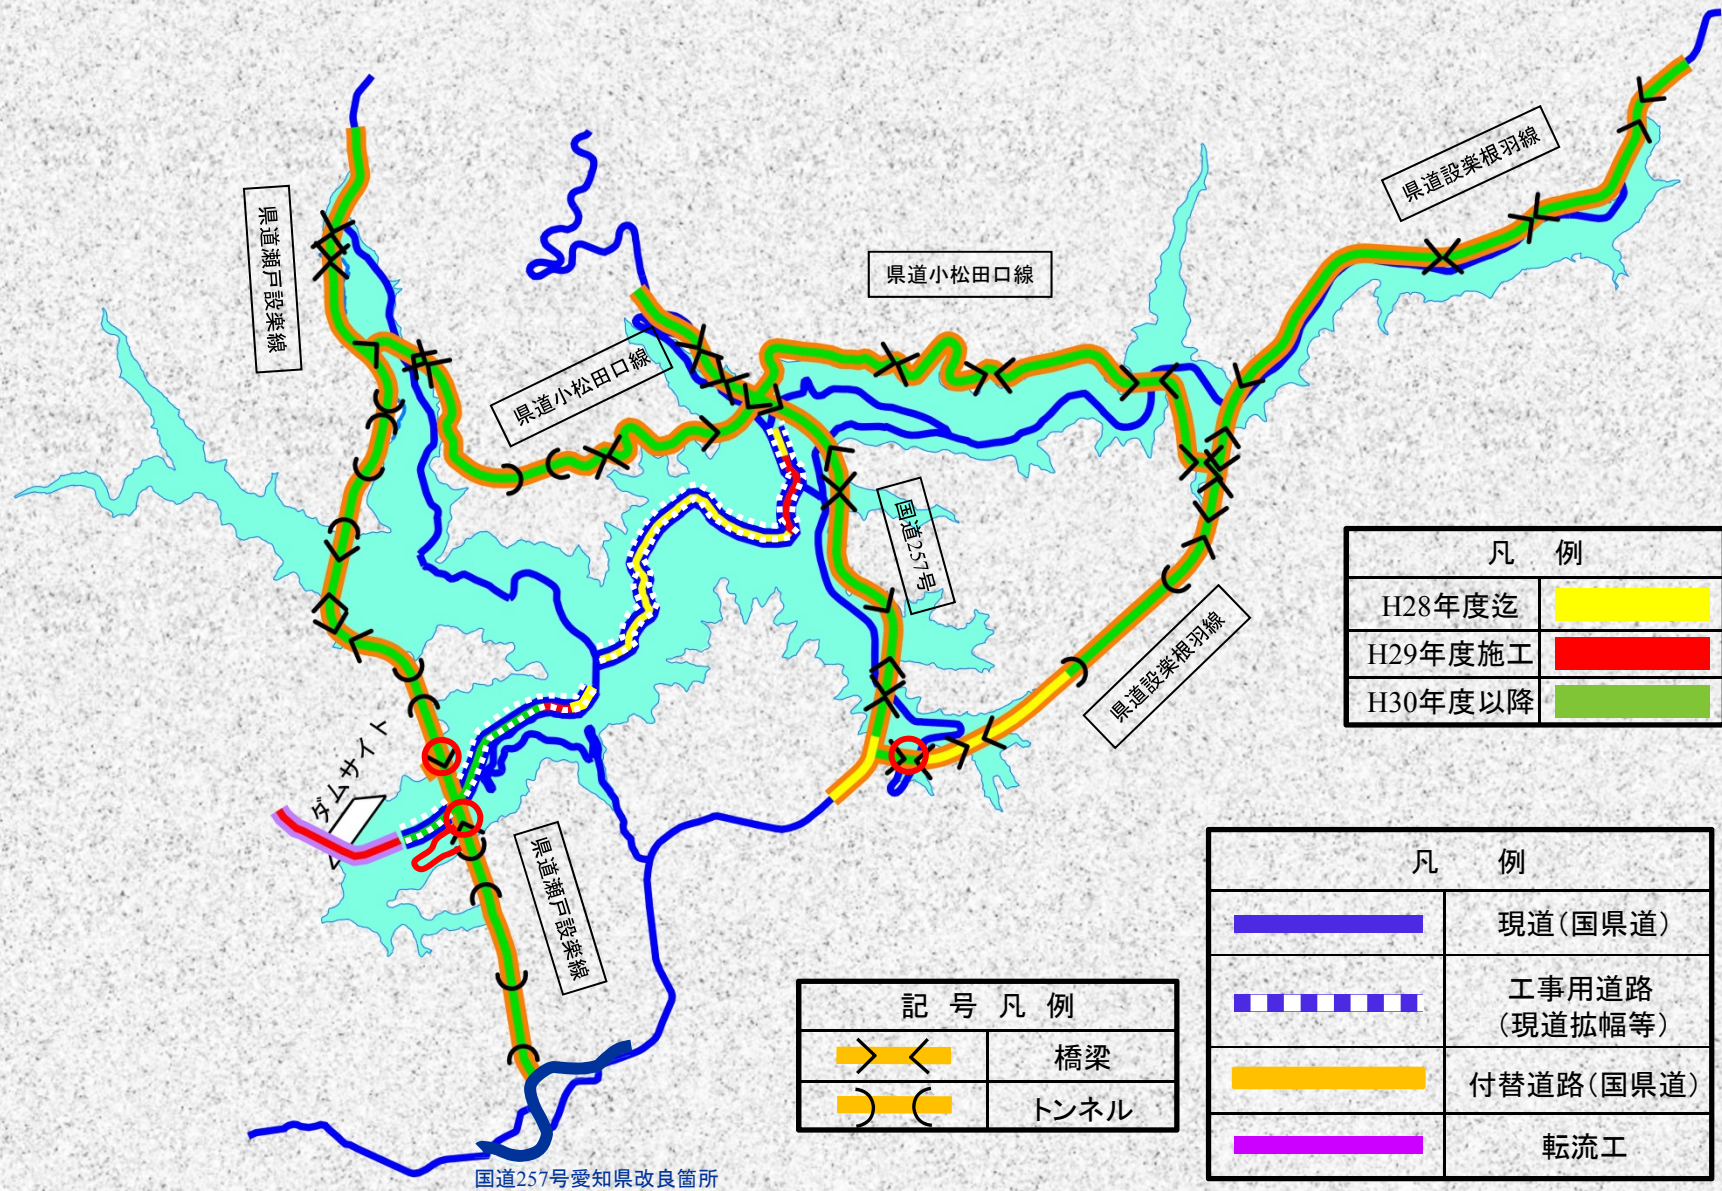 県道設楽根羽線
県道瀬戸設楽線
県道小松田口線
県道小松田口線
国道257号
県道設楽根羽線
ダムサイト
県道瀬戸設楽線
国道257号愛知県改良箇所
凡 例
H28年度迄
H29年度施工
H30年度以降
凡 例
現道(国県道)
工事用道路
(現道拡幅等)
付替道路(国県道)
転流工
記 号 凡 例
橋梁
トンネル